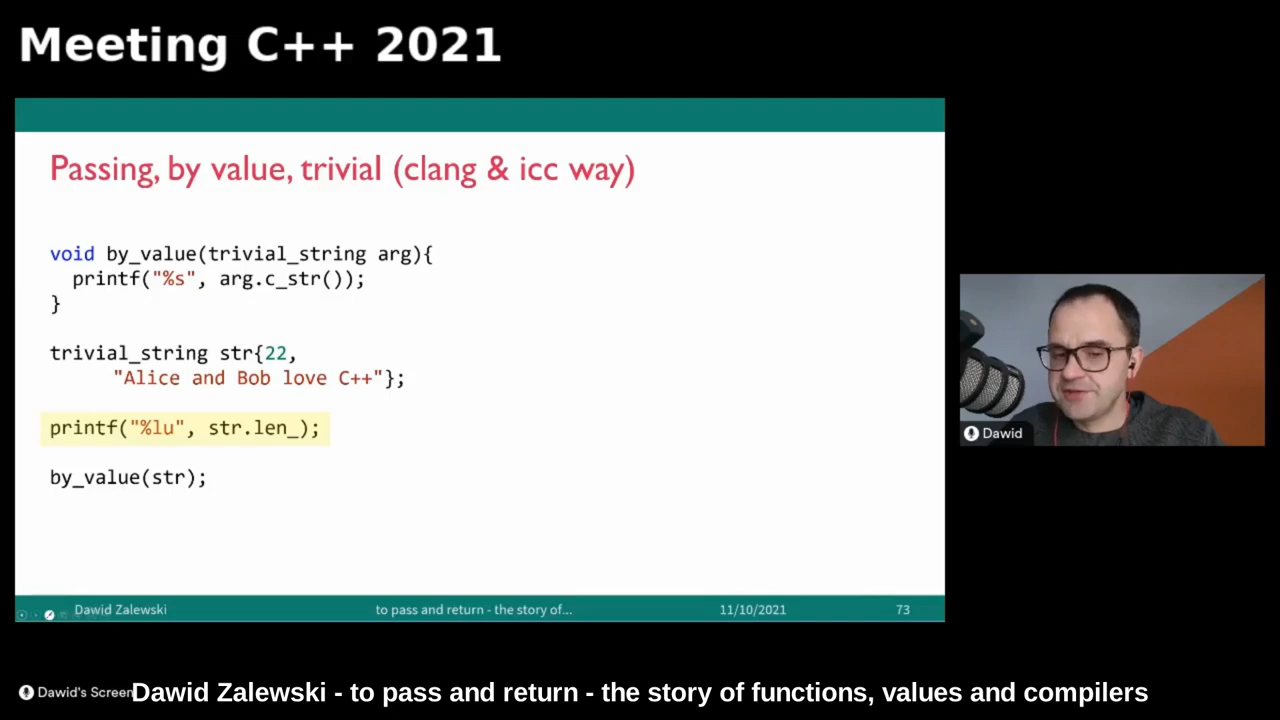 Meeting C++ 2021
Passing, by value, trivial (clang & icc way)
void by_value(trivial_string arg){
printf("%s", arg.c_str());
}
trivial_string str{22,
"Alice and Bob love C++"};
printf("%lu", str.len_);
by_value(str);
Dawid
Dawid Zalewski
to pass and return - the story of...
11/10/2021
73
Dawid's Screen
Dawid Zalewski - to pass and return - the story of functions, values and compilers